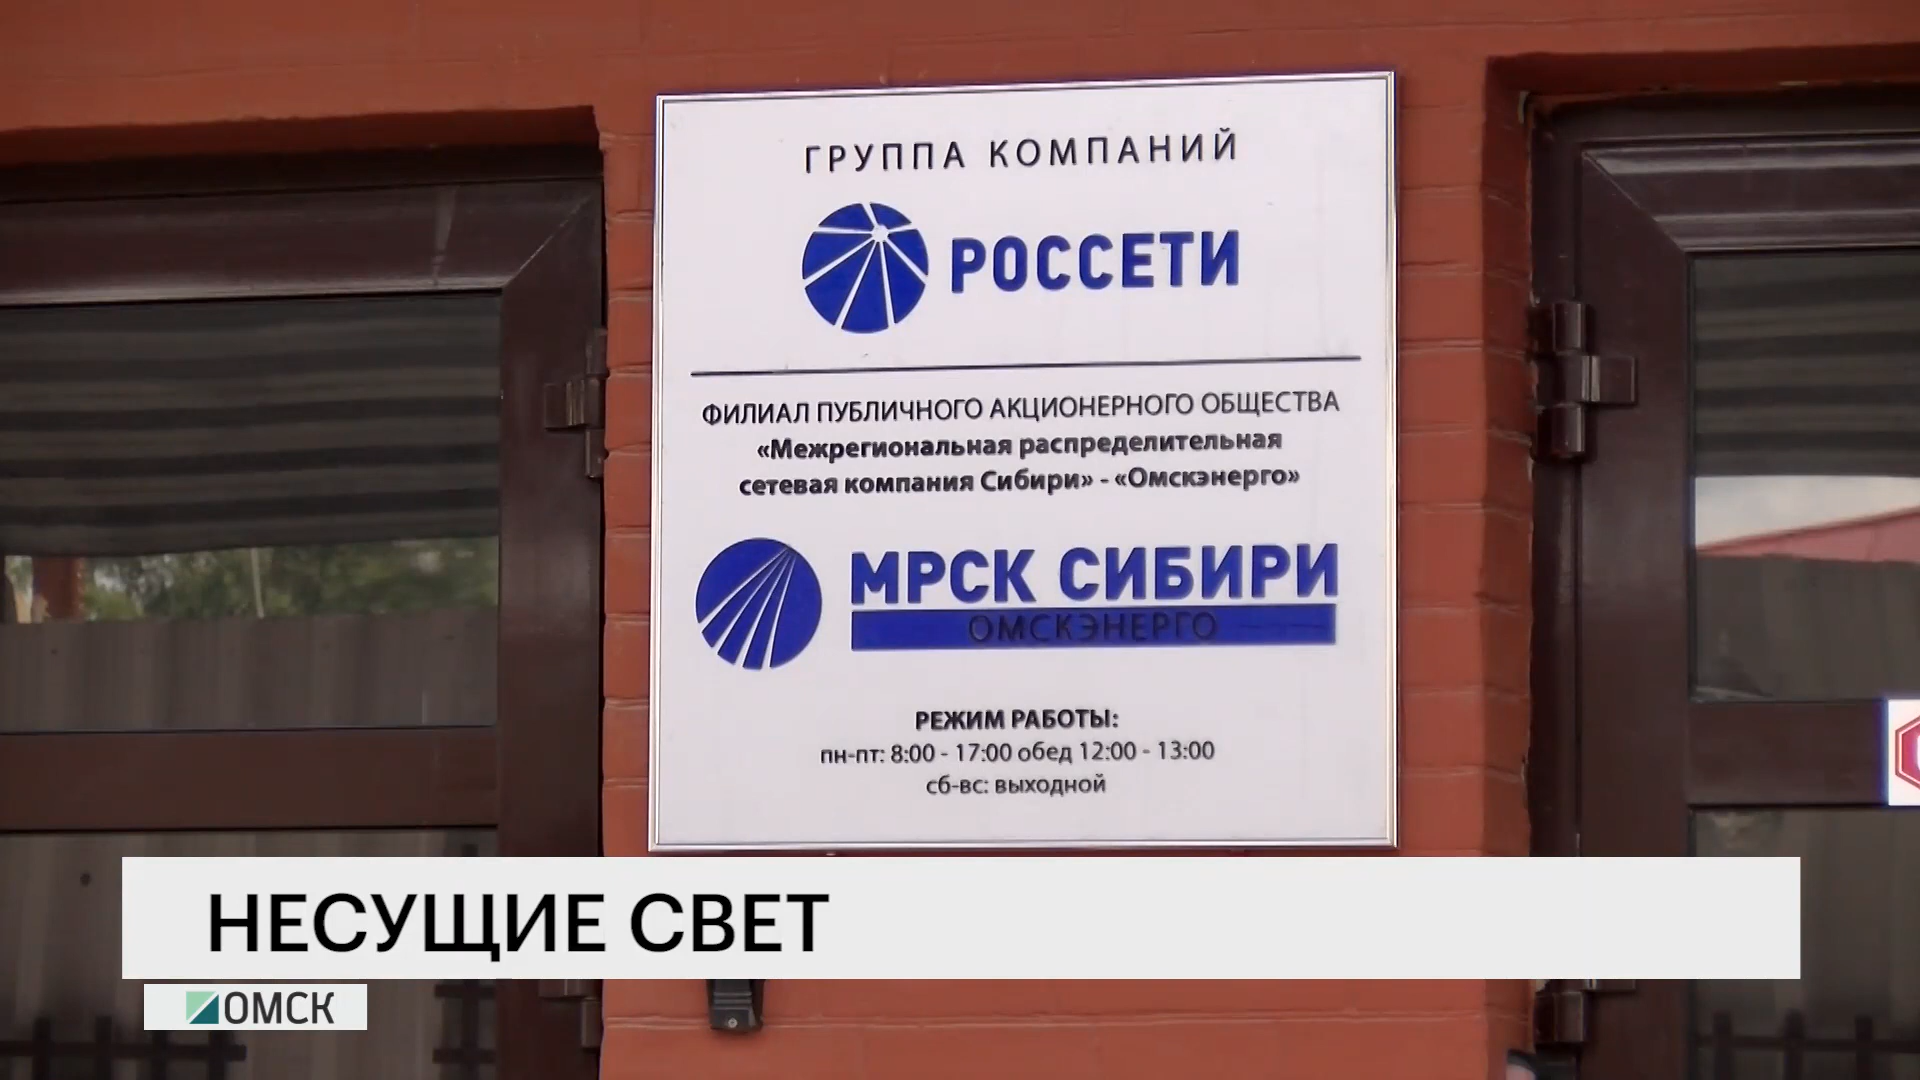 ГРУППА КОМПАНИЙ
РОССЕТИ
ФИЛИАЛ ПУБЛИЧНОГО АКЦИОНЕРНОГО ОБЩЕСТВА
«Межрегиональная распределительная
сетевая компания Сибири» - «Омскэнерго»
МРСК СИБИРИ
ОМСКЭНЕРГО
РЕЖИМ РАБОТЫ:
пн-пт: 8:00 - 17:00 обед 12:00 - 13:00
сб-вс: выходной
НЕСУЩИЕ СВЕТ
ОМСК